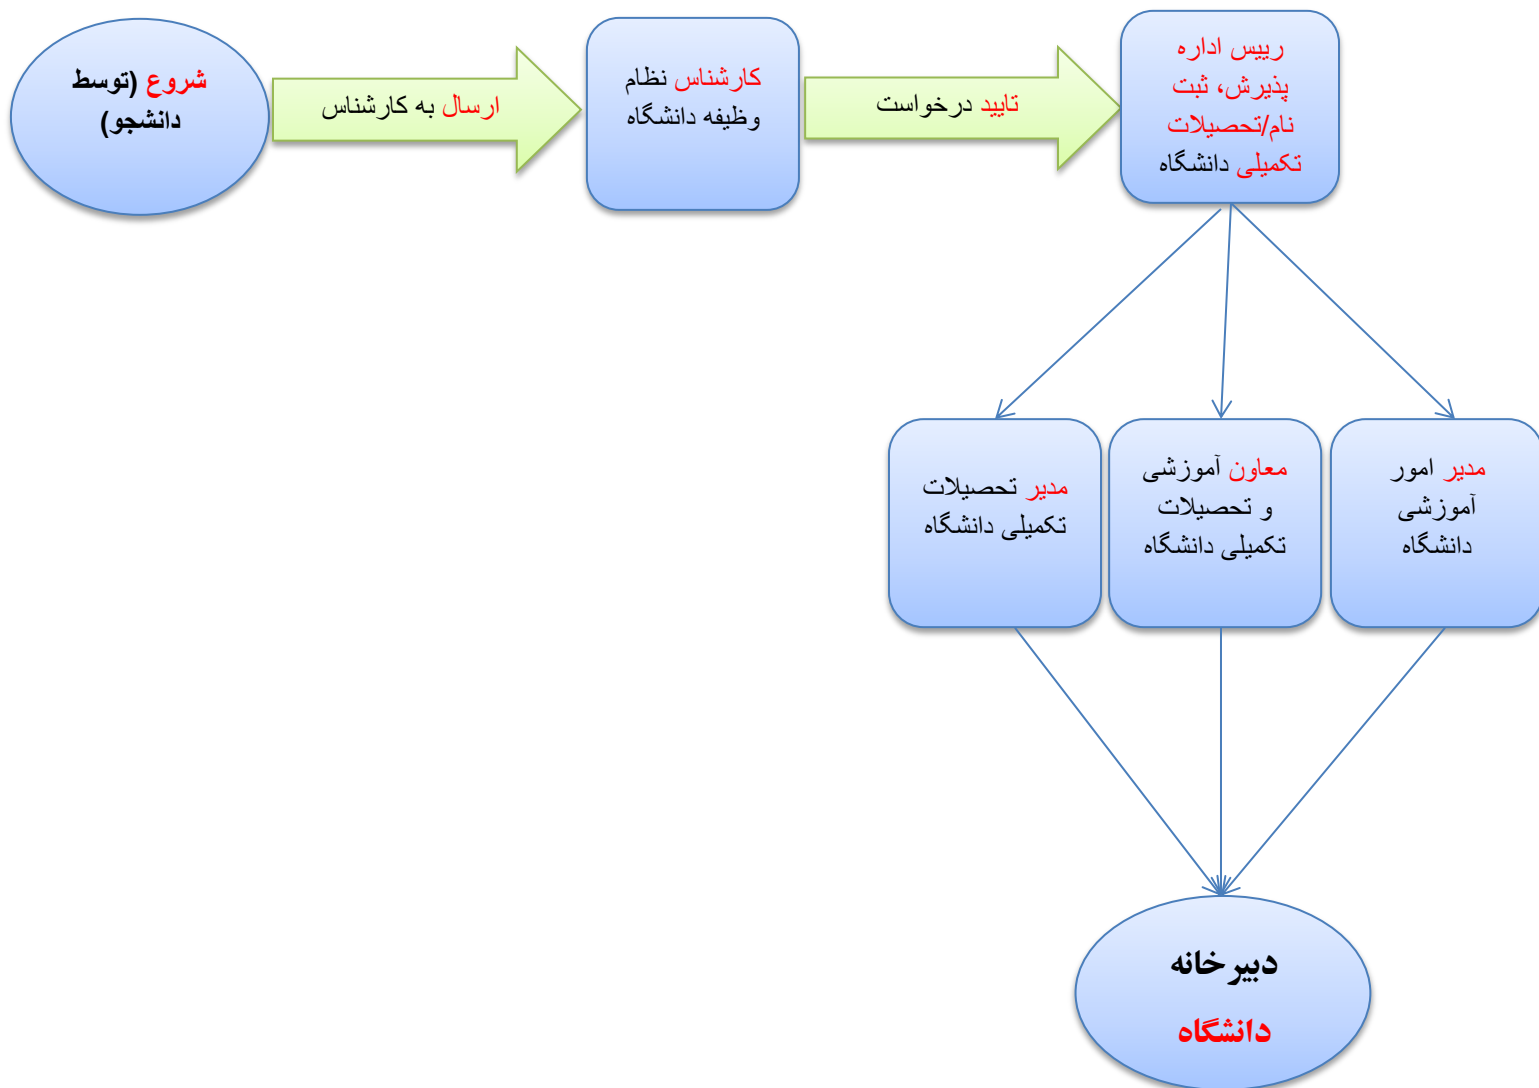 شروع (توسط
دانشجو)
ارسال به کارشناس
کارشناس نظام
وظیفه دانشگاه
تایید درخواست
رییس اداره
پذیرش، ثبت
نام/تحصیلات
تکمیلی دانشگاه
مدیر تحصیلات
تکمیلی دانشگاه
معاون آموزشی
و تحصیلات
تکمیلی دانشگاه
مدیر امور
آموزشی
دانشگاه
دبیرخانه
دانشگاه